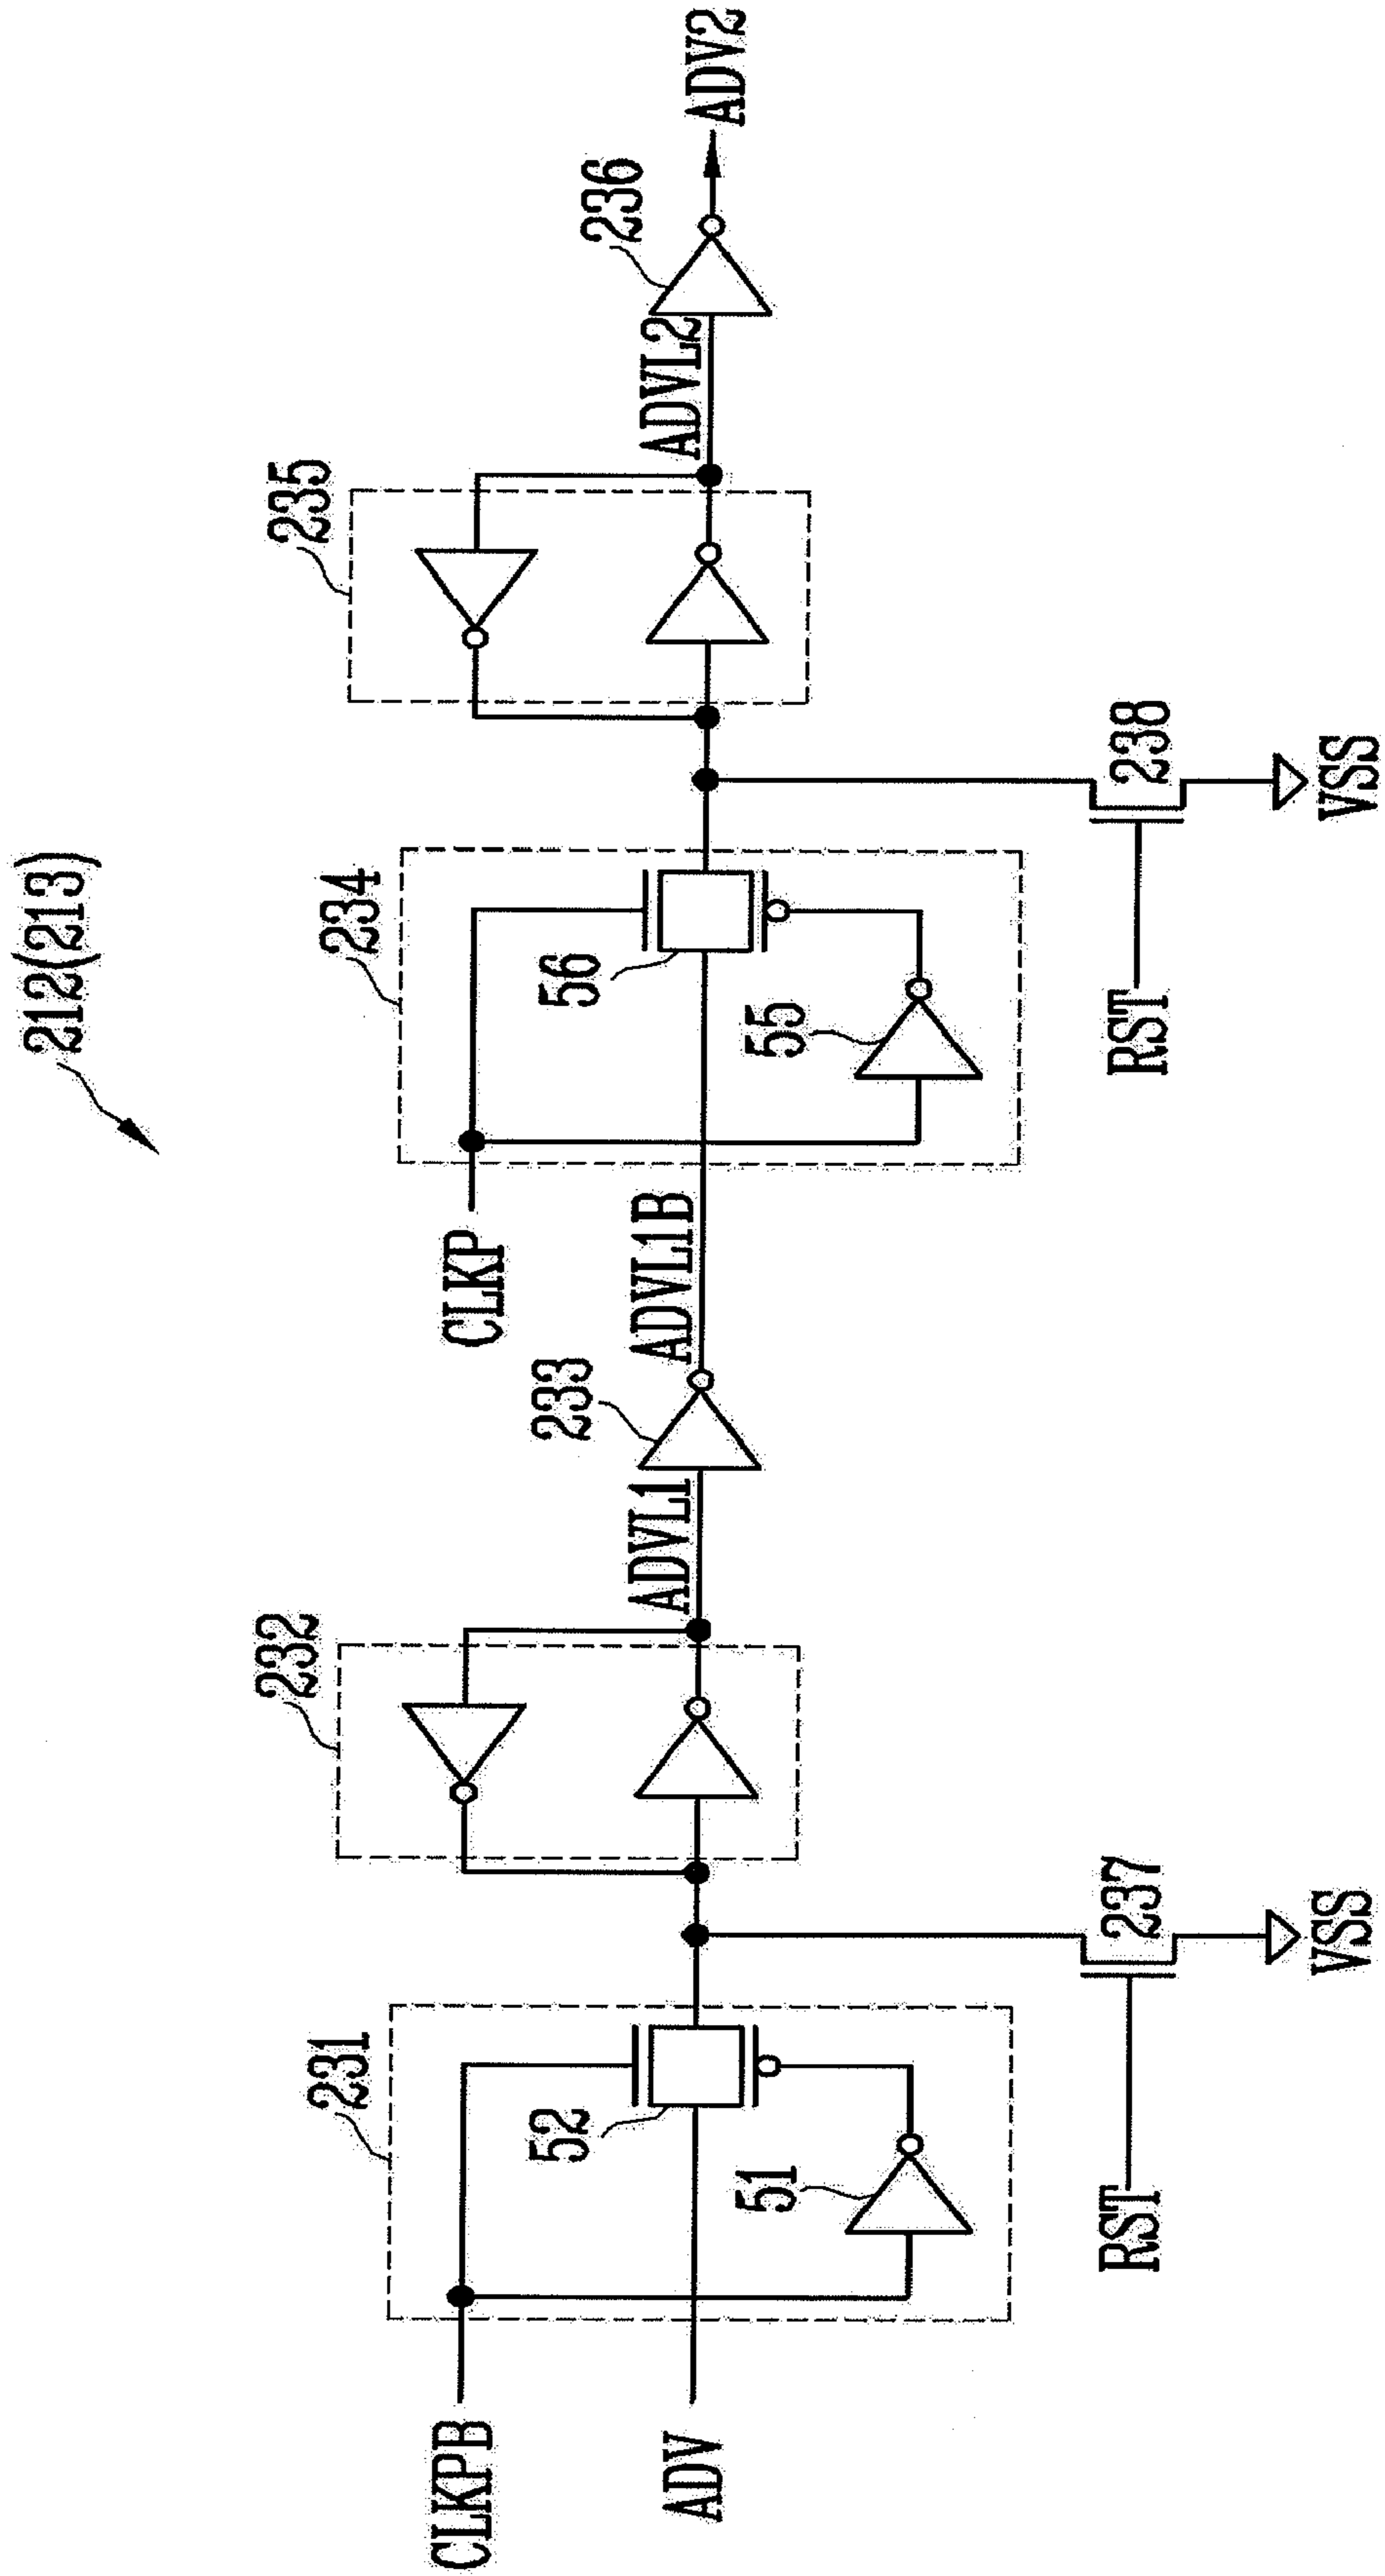 212(213)
CLKPB
ADV
231
52
51
RST
237
VSS
232
ADVL1
233
ADVL1B
CLKP
234
56
55
RST
238
VSS
235
ADVL2
236
ADV2